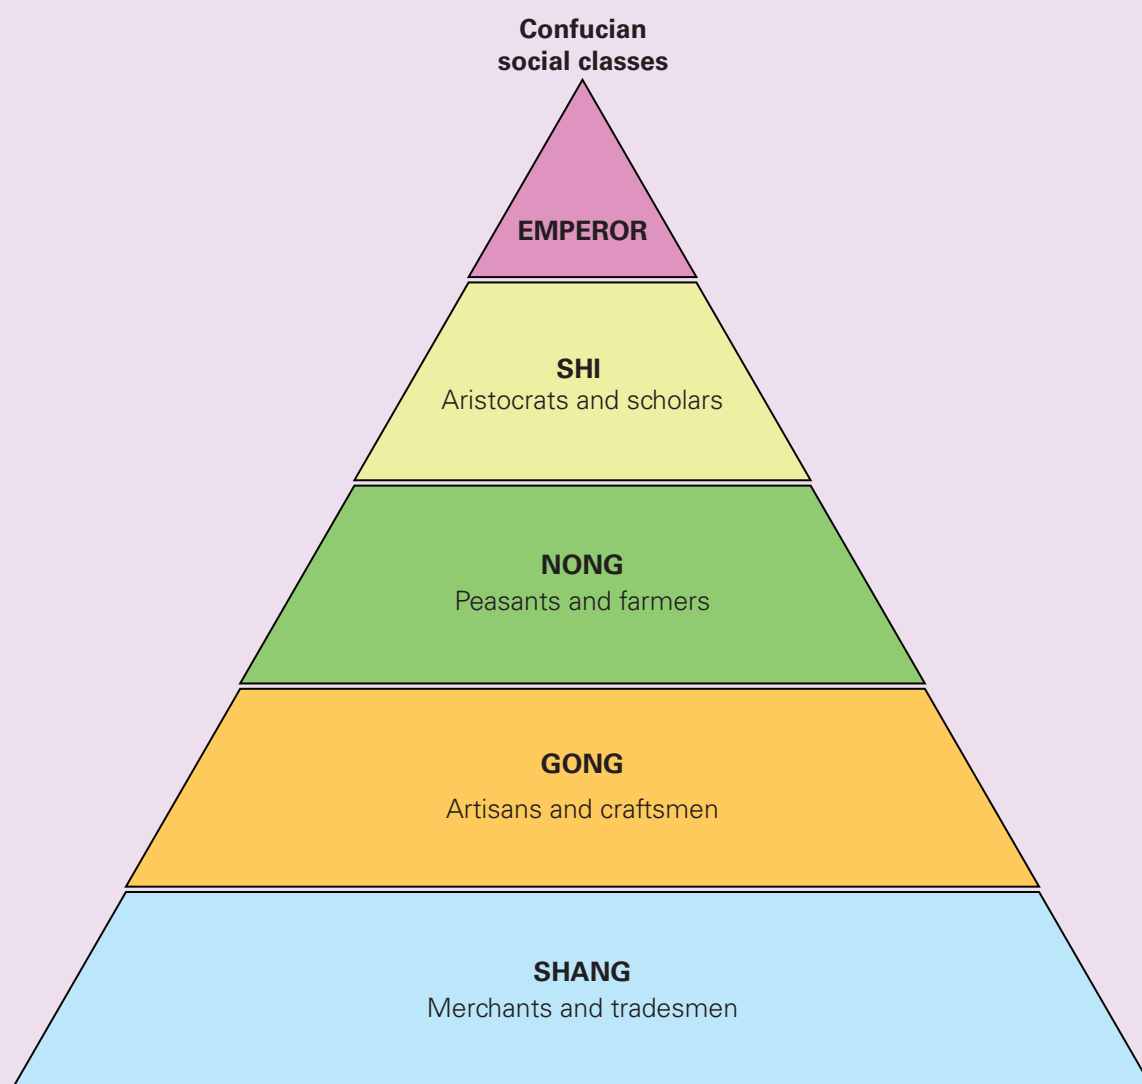 Confucian
social classes
EMPEROR
SHI
Aristocrats and scholars
NONG
Peasants and farmers
GONG
Artisans and craftsmen
SHANG
Merchants and tradesmen